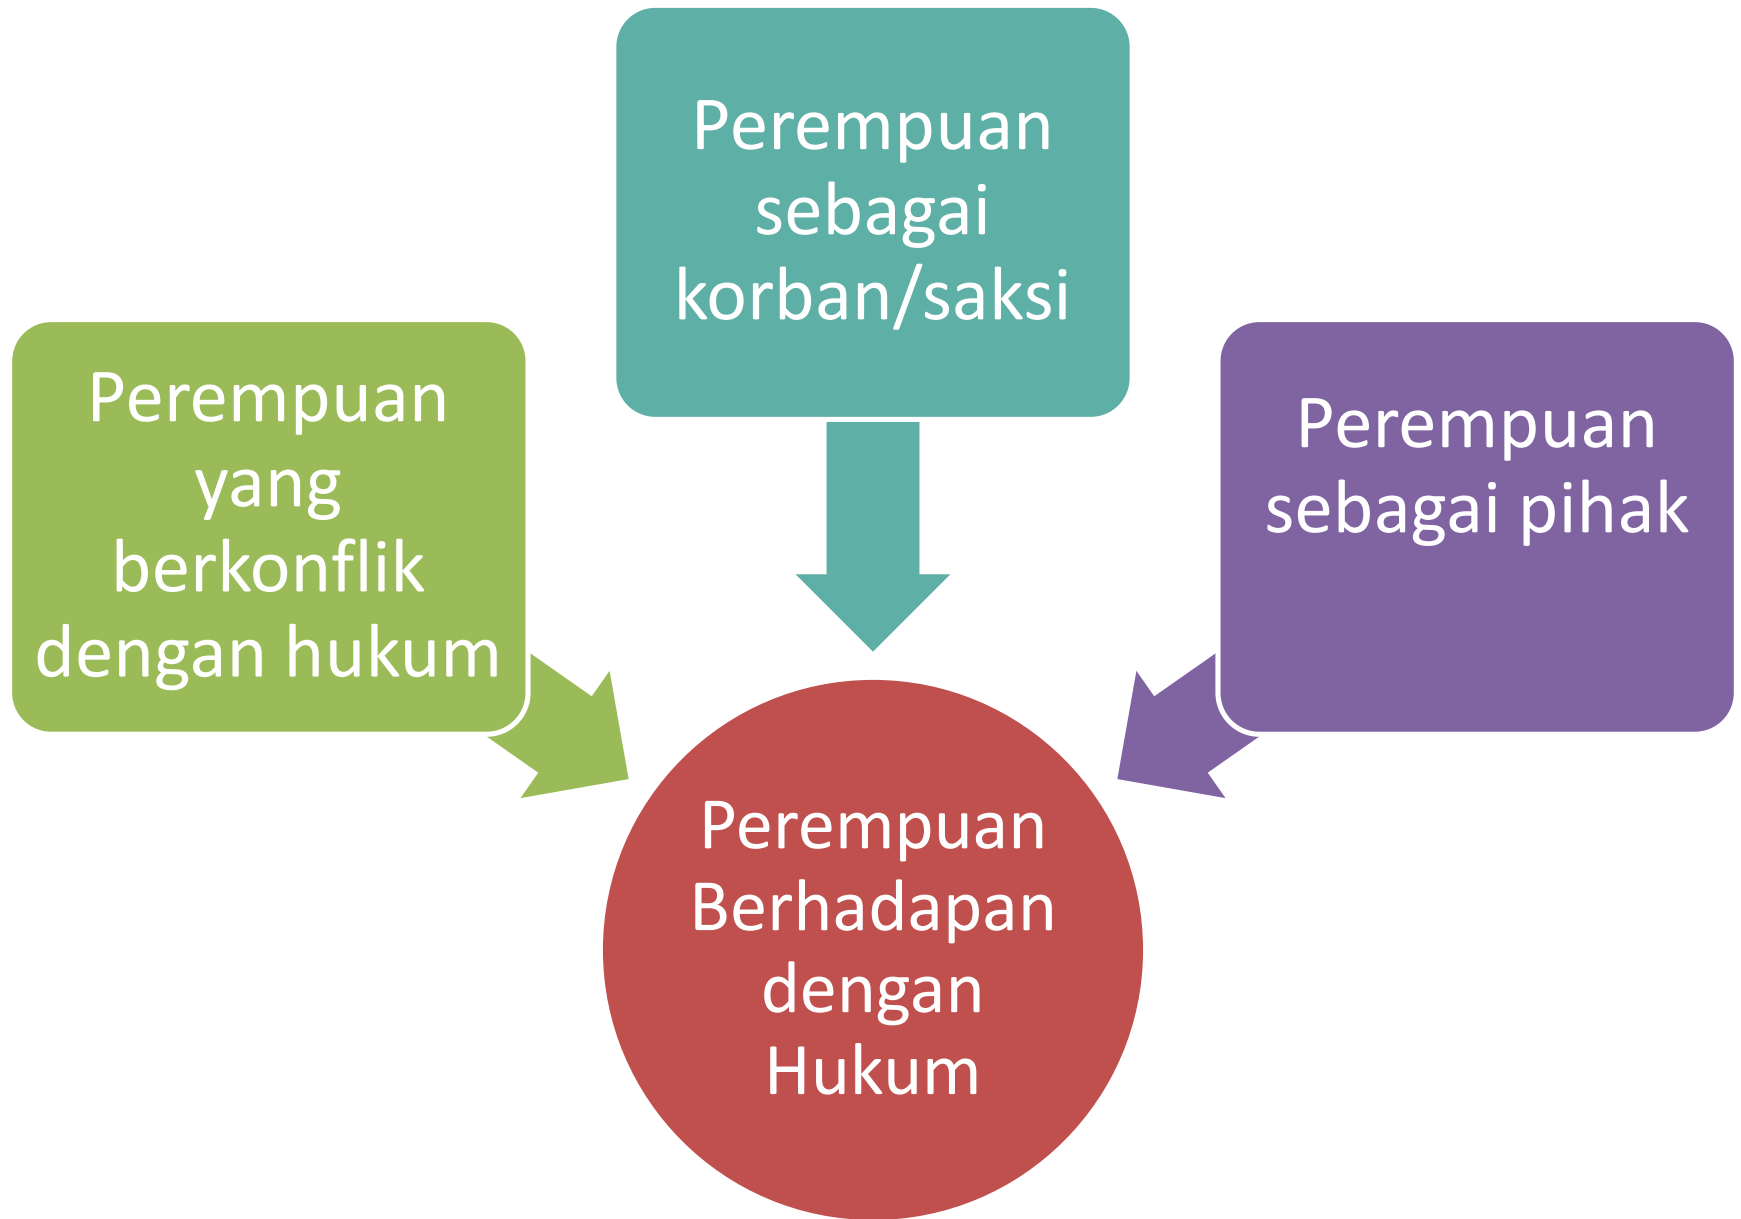 Perempuan
sebagai
korban/saksi
Perempuan
yang
berkonflik
dengan hukum
Perempuan
sebagai pihak
Perempuan
Berhadapan
dengan
Hukum